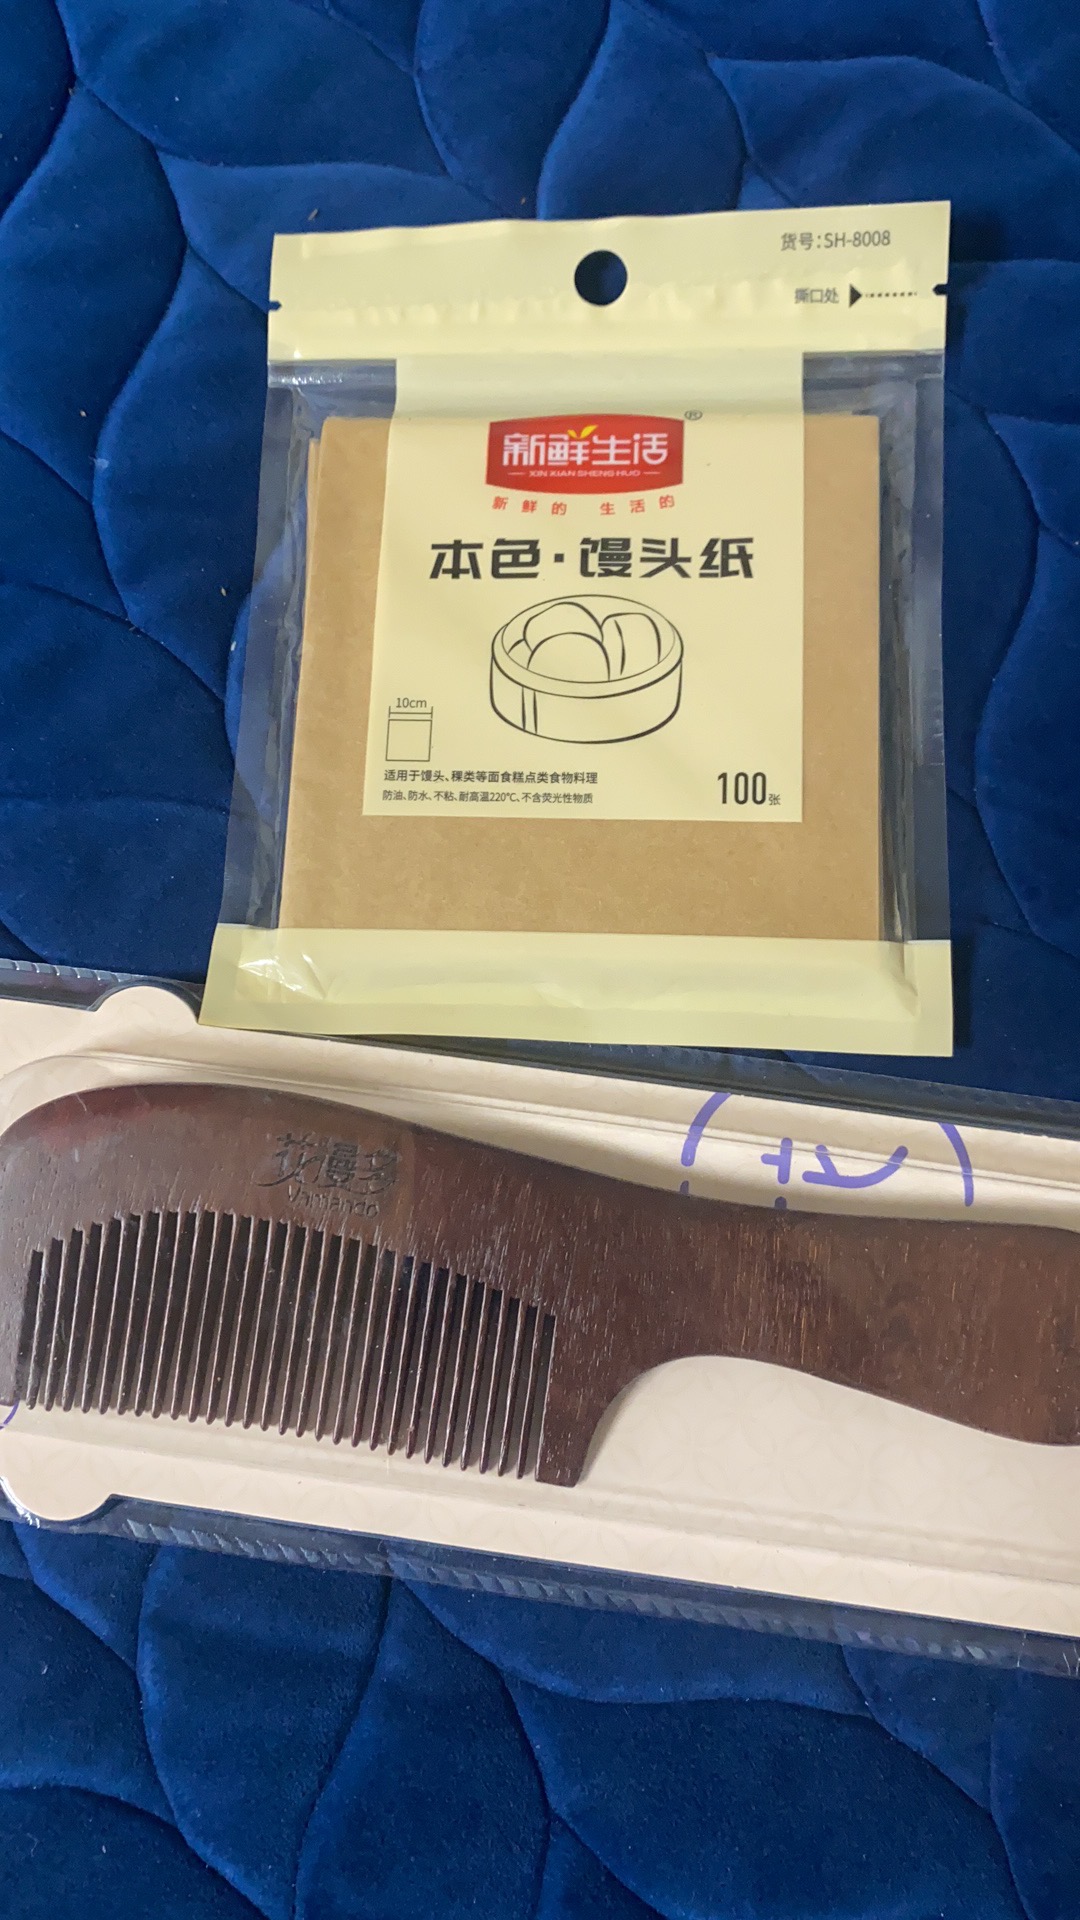 货号:SH-8008
撕口处
新鲜生活®
XIN XIAN SHENG HUO
新鲜的 生活的
本色·馒头纸
10cm
适用于馒头、粿类等面食糕点类食物料理
防油、防水、不粘、耐高温220℃、不含荧光性物质
100张